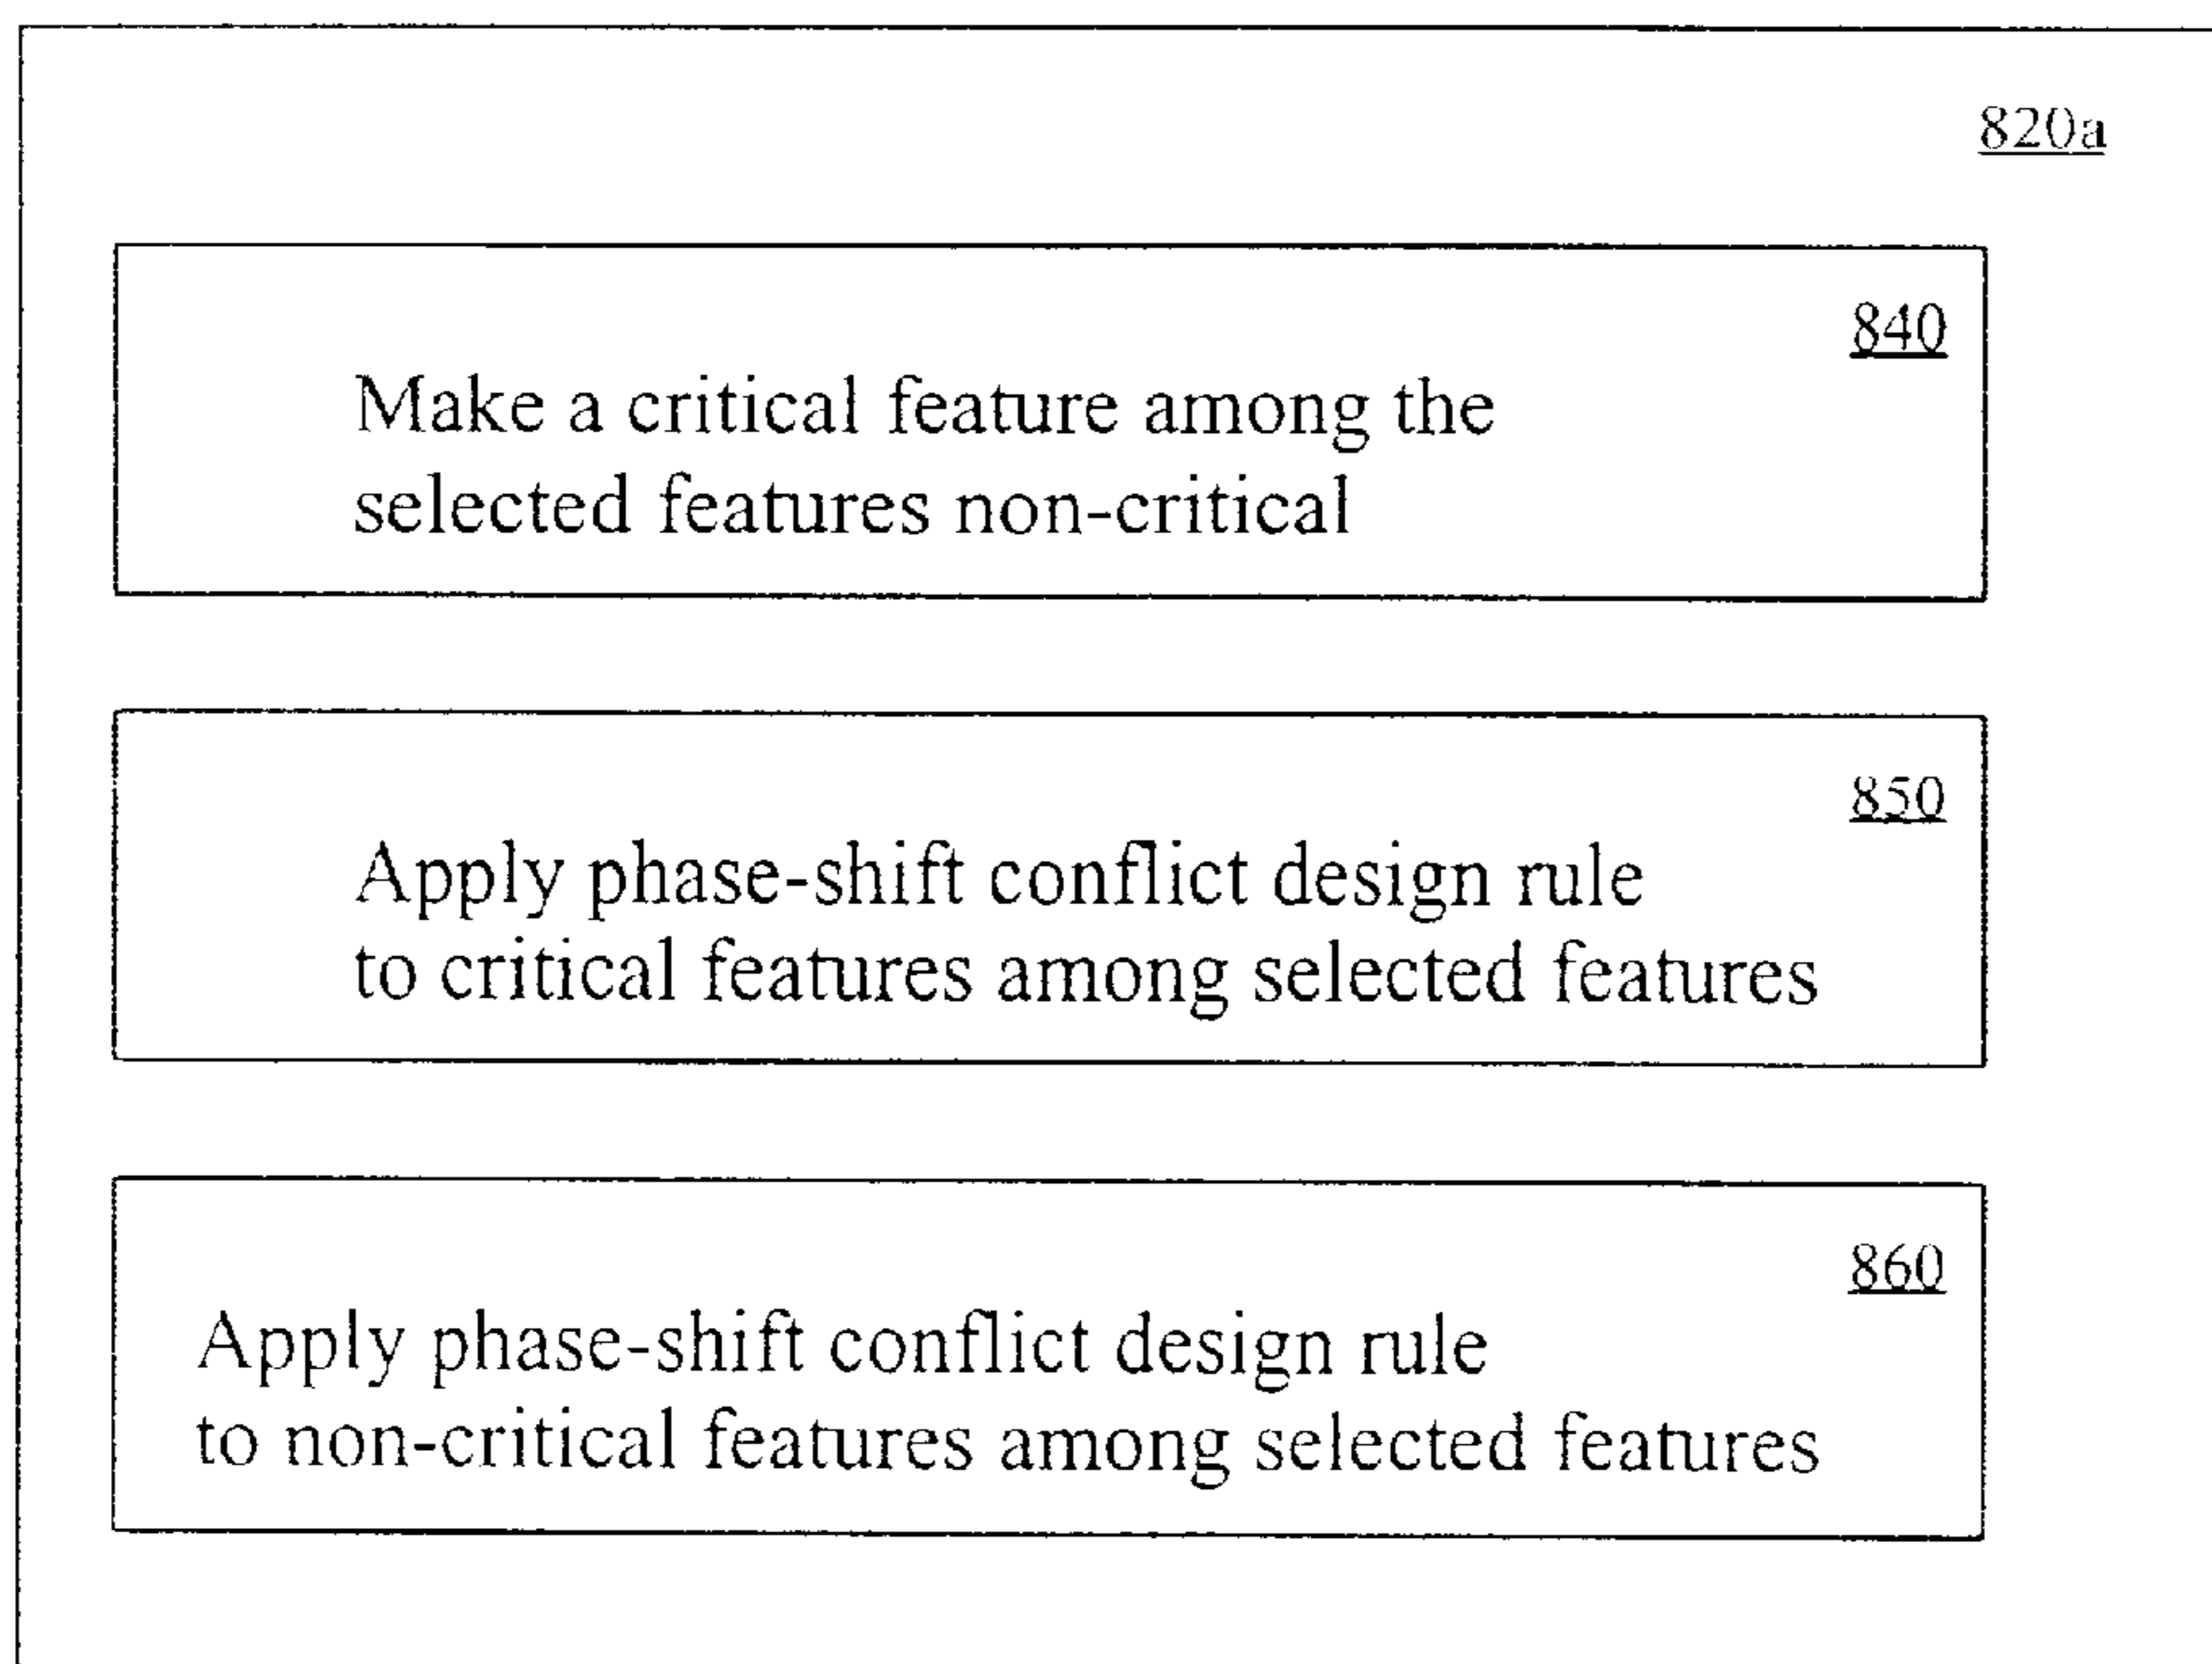 820a
840
Make a critical feature among the
selected features non-critical
850
Apply phase-shift conflict design rule
to critical features among selected features
860
Apply phase-shift conflict design rule
to non-critical features among selected features